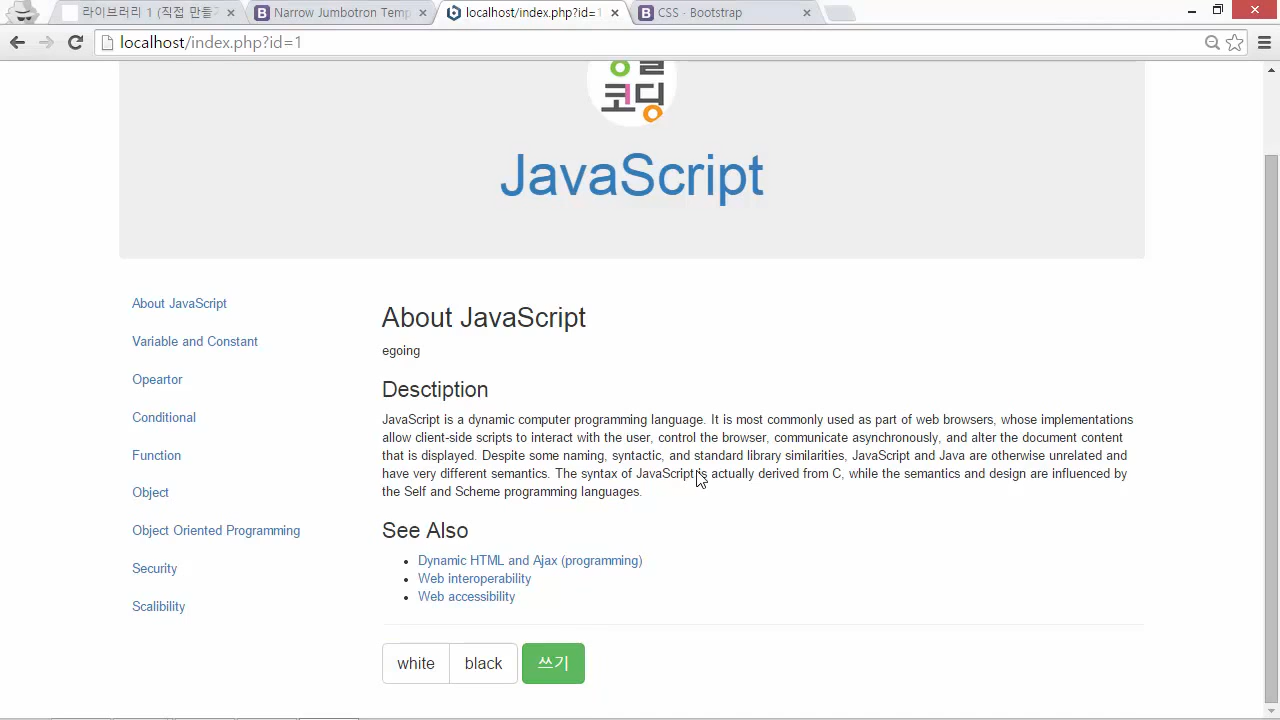 라이브러리 1 (직접 만들기
Narrow Jumbotron Temp
localhost/index.php?id=1
CSS · Bootstrap
localhost/index.php?id=1
코딩
JavaScript
About JavaScript
Variable and Constant
Opeartor
Conditional
Function
Object
Object Oriented Programming
Security
Scalibility
About JavaScript
egoing
Desctiption
JavaScript is a dynamic computer programming language. It is most commonly used as part of web browsers, whose implementations
allow client-side scripts to interact with the user, control the browser, communicate asynchronously, and alter the document content
that is displayed. Despite some naming, syntactic, and standard library similarities, JavaScript and Java are otherwise unrelated and
have very different semantics. The syntax of JavaScript is actually derived from C, while the semantics and design are influenced by
the Self and Scheme programming languages.
See Also
Dynamic HTML and Ajax (programming)
Web interoperability
Web accessibility
white black 쓰기